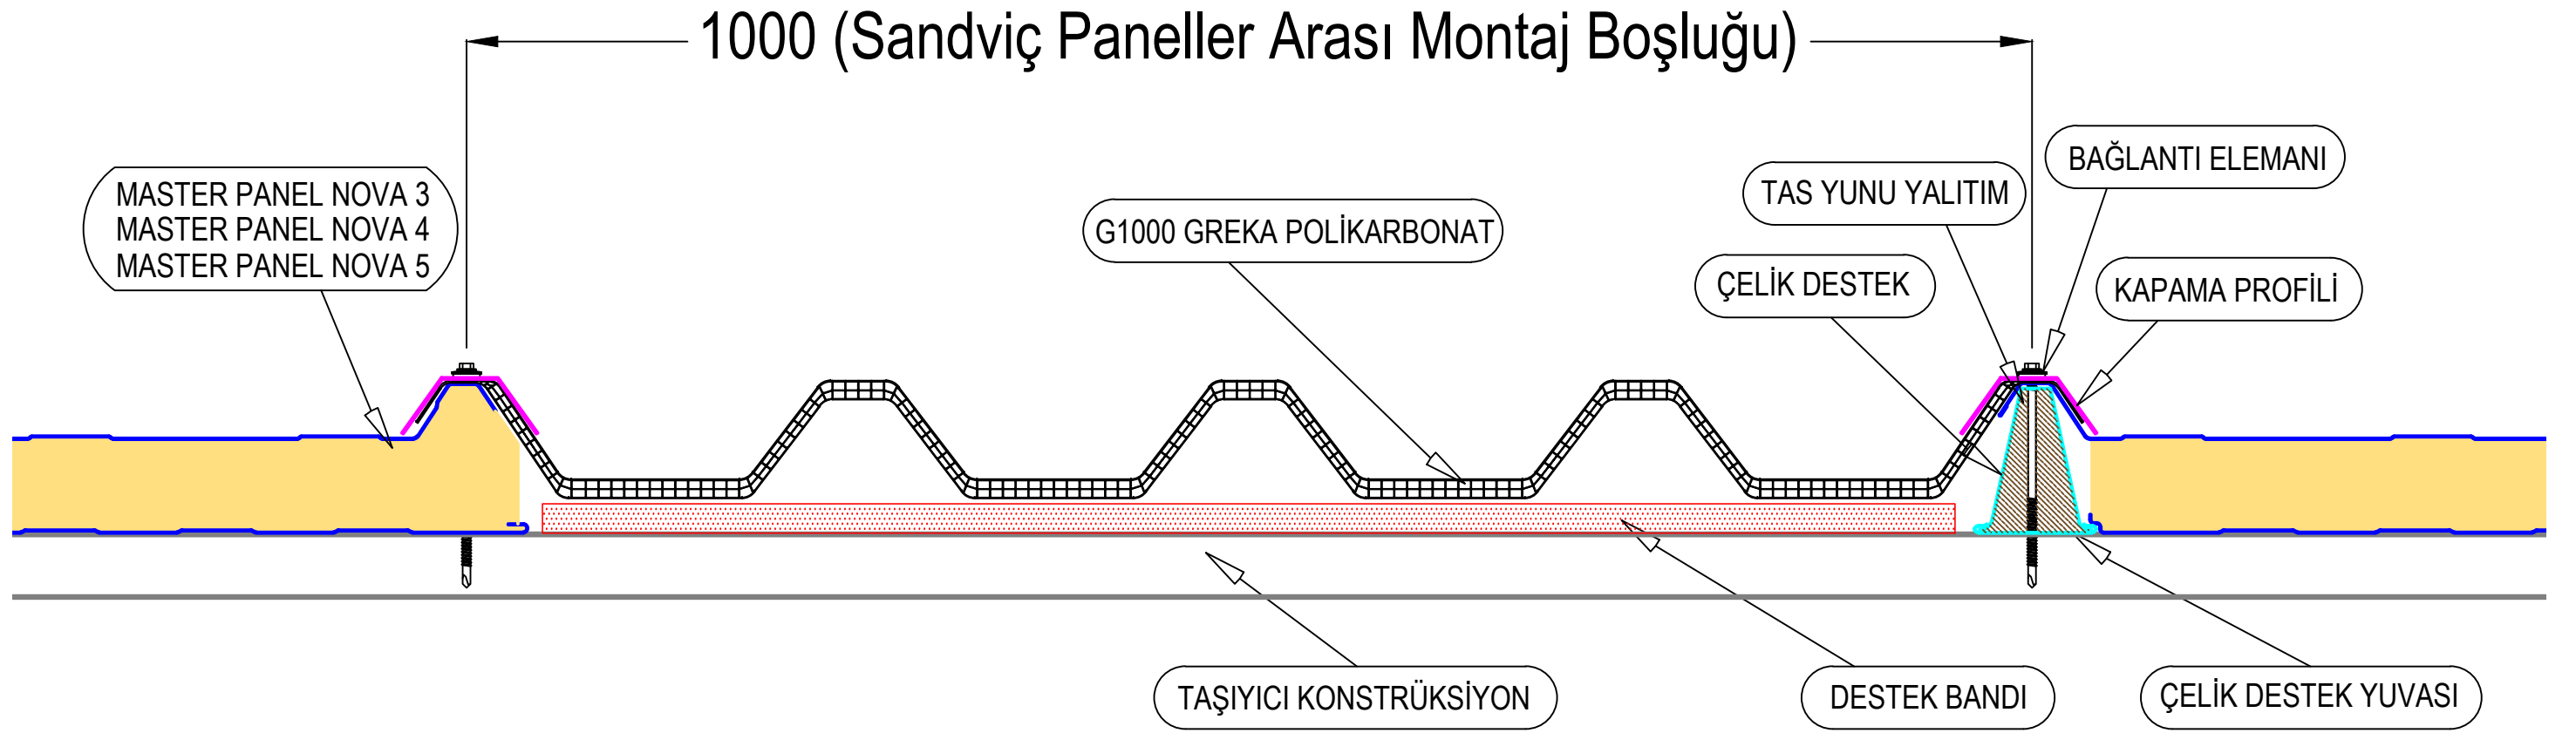 1000 (Sandviç Paneller Arası Montaj Boşluğu)
MASTER PANEL NOVA 3
MASTER PANEL NOVA 4
MASTER PANEL NOVA 5
G1000 GREKA POLİKARBONAT
TAS YUNU YALITIM
BAĞLANTI ELEMANI
ÇELİK DESTEK
KAPAMA PROFİLİ
TAŞIYICI KONSTRÜKSİYON
DESTEK BANDI
ÇELİK DESTEK YUVASI